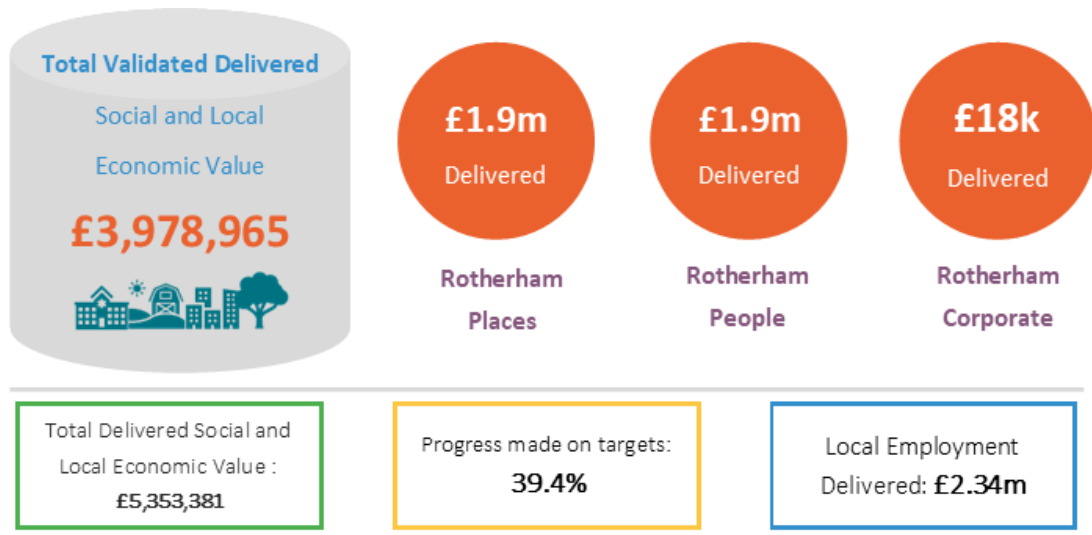 Total Validated Delivered
Social and Local
Economic Value
£3,978,965
£1.9m
Delivered
Rotherham
Places
£1.9m
Delivered
Rotherham
People
£18k
Delivered
Rotherham
Corporate
Total Delivered Social and
Local Economic Value :
£5,353,381
Progress made on targets:
39.4%
Local Employment
Delivered: £2.34m